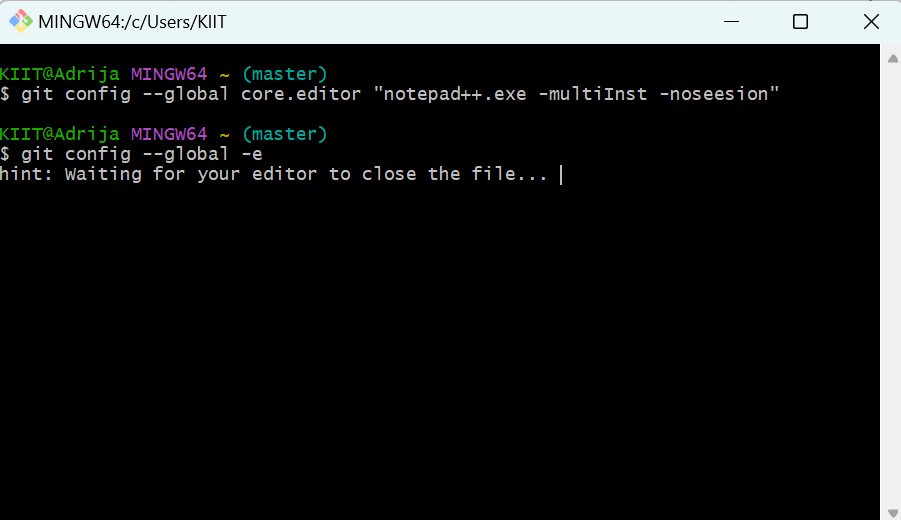 MINGW64:/c/Users/KIIT
KIIT@Adrija MINGW64 ~ (master)
$ git config --global core.editor "notepad++.exe -multiInst -noseesion"
KIIT@Adrija MINGW64 ~ (master)
$ git config --global -e
hint: Waiting for your editor to close the file...